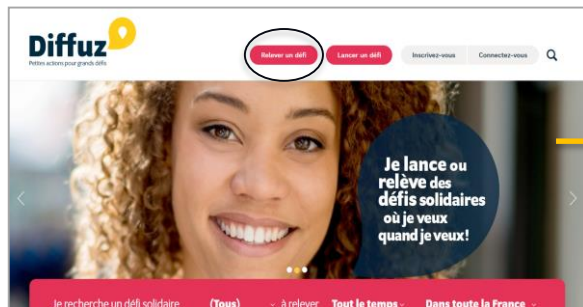 Diffuz
Petites actions pour grands défis
Relever un défi
Lancer un défi
Inscrivez-vous
Connectez-vous
Je lance ou
relève des
défis solidaires
où je veux
quand je veux!
Je recherche un défi solidaire (Tous) à relever Tout le temps Dans toute la France